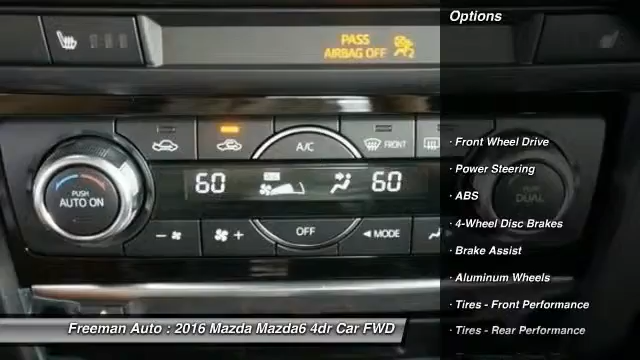 Options
PASS
AIRBAG OFF 2
A/C
FRONT
PUSH
AUTO ON
60
60
PUSH
DUAL
- +
OFF
◄MODE
· Front Wheel Drive
· Power Steering
· ABS
· 4-Wheel Disc Brakes
· Brake Assist
· Aluminum Wheels
· Tires - Front Performance
· Tires - Rear Performance
Freeman Auto : 2016 Mazda Mazda6 4dr Car FWD